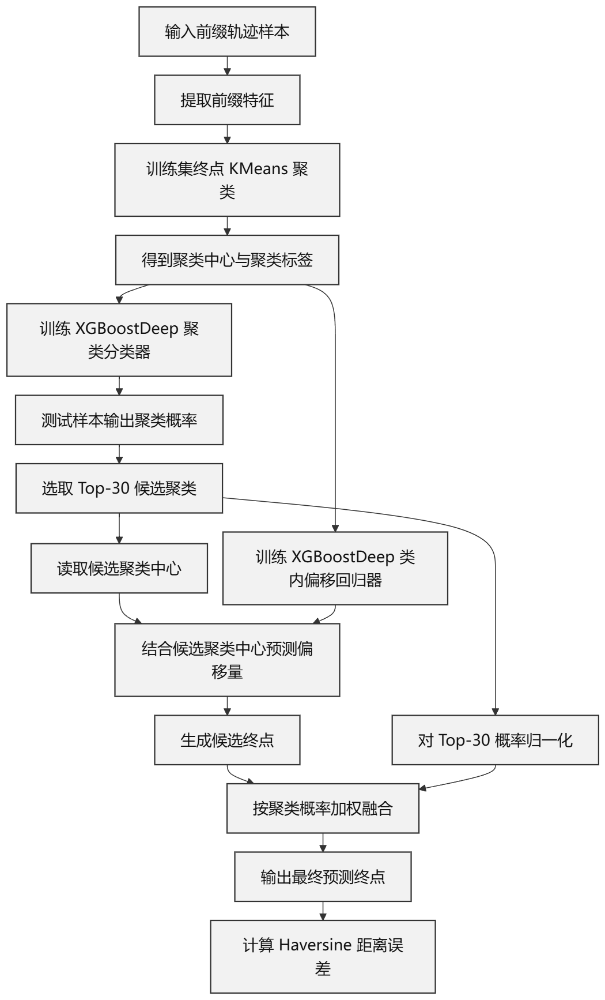 输入前缀轨迹样本
提取前缀特征
训练集终点 KMeans 聚
类
得到聚类中心与聚类标签
训练 XGBoostDeep 聚
类分类器
测试样本输出聚类概率
选取 Top-30 候选聚类
读取候选聚类中心
训练 XGBoostDeep 类
内偏移回归器
结合候选聚类中心预测偏
移量
生成候选终点
对 Top-30 概率归一化
按聚类概率加权融合
输出最终预测终点
计算 Haversine 距离误
差